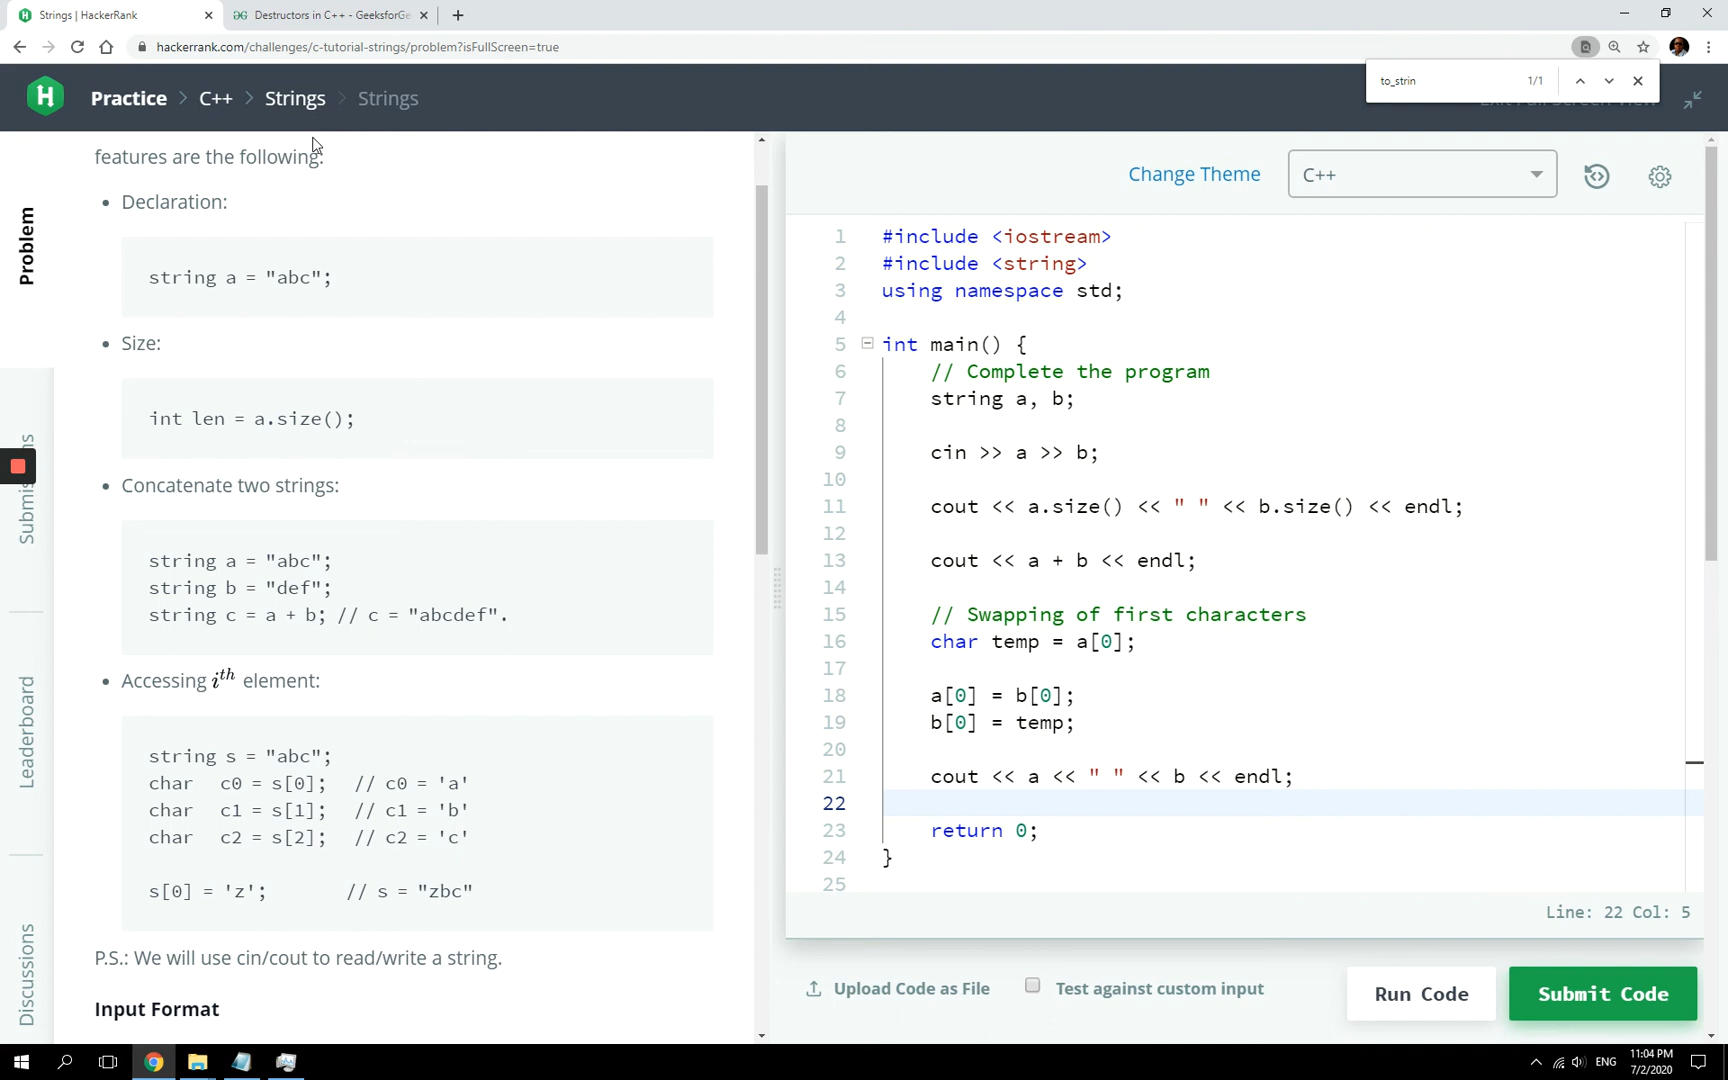 Strings | HackerRank
Destructors in C++ - GeeksforGe
hackerrank.com/challenges/c-tutorial-strings/problem?isFullScreen=true
to_strin 1/1
Practice > C++ > Strings > Strings
Exit Full Screen View
Problem
Submissions
Leaderboard
Discussions
features are the following:
• Declaration:
string a = "abc";
• Size:
int len = a.size();
• Concatenate two strings:
string a = "abc";
string b = "def";
string c = a + b; // c = "abcdef".
• Accessing i^th element:
string s = "abc";
char c0 = s[0]; // c0 = 'a'
char c1 = s[1]; // c1 = 'b'
char c2 = s[2]; // c2 = 'c'
s[0] = 'z'; // s = "zbc"
P.S.: We will use cin/cout to read/write a string.
Input Format
Change Theme
C++
1 #include <iostream>
2 #include <string>
3 using namespace std;
4
5 int main() {
6 // Complete the program
7 string a, b;
8
9 cin >> a >> b;
10
11 cout << a.size() << " " << b.size() << endl;
12
13 cout << a + b << endl;
14
15 // Swapping of first characters
16 char temp = a[0];
17
18 a[0] = b[0];
19 b[0] = temp;
20
21 cout << a << " " << b << endl;
22
23 return 0;
24 }
25
Line: 22 Col: 5
Upload Code as File
Test against custom input
Run Code
Submit Code
ENG
11:04 PM
7/2/2020